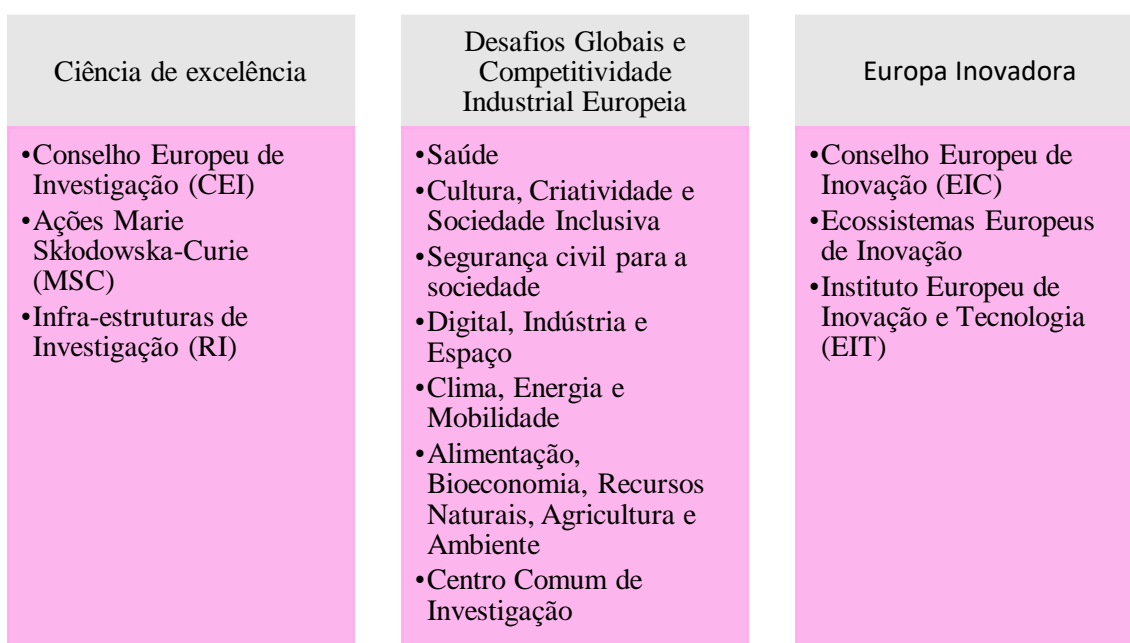 Ciência de excelência
•Conselho Europeu de
Investigação (CEI)
•Ações Marie
Skłodowska-Curie
(MSC)
•Infra-estruturas de
Investigação (RI)
Desafios Globais e
Competitividade
Industrial Europeia
•Saúde
•Cultura, Criatividade e
Sociedade Inclusiva
•Segurança civil para a
sociedade
•Digital, Indústria e
Espaço
•Clima, Energia e
Mobilidade
•Alimentação,
Bioeconomia, Recursos
Naturais, Agricultura e
Ambiente
•Centro Comum de
Investigação
Europa Inovadora
•Conselho Europeu de
Inovação (EIC)
•Ecossistemas Europeus
de Inovação
•Instituto Europeu de
Inovação e Tecnologia
(EIT)